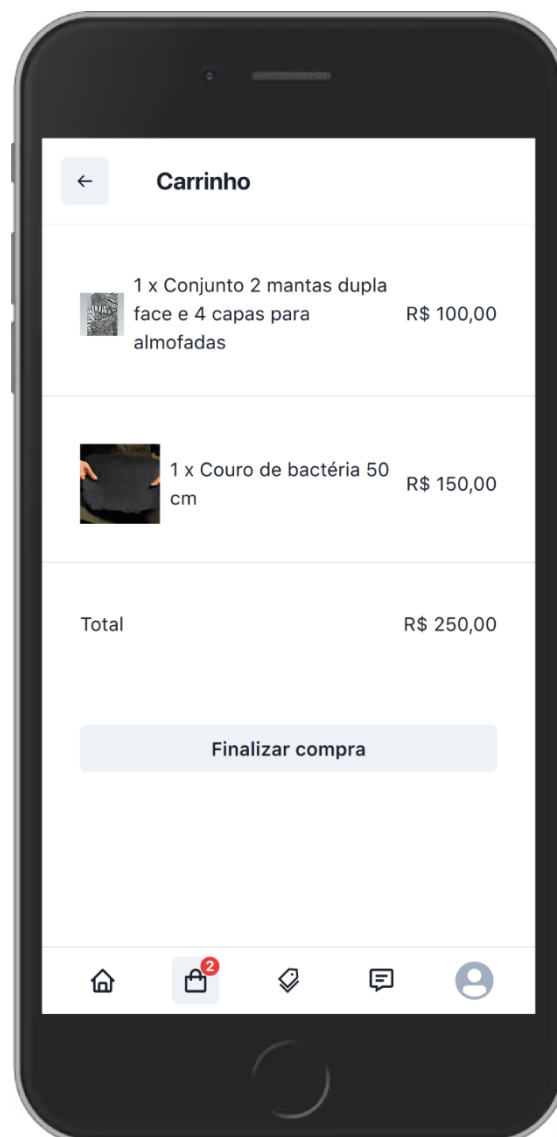 Carrinho
1 x Conjunto 2 mantas dupla
face e 4 capas para
almofadas
R$ 100,00
1 x Couro de bactéria 50
cm
R$ 150,00
Total
R$ 250,00
Finalizar compra
2